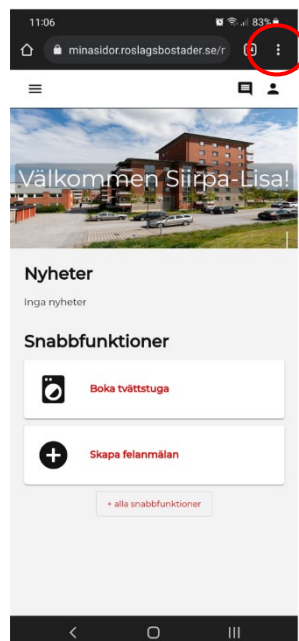 11:06
83%
minasidor.roslagsbostader.se/r
Välkommen Siirpa-Lisa!
Nyheter
Inga nyheter
Snabbfunktioner
Boka tvättstuga
Skapa felanmälan
+ alla snabbfunktioner